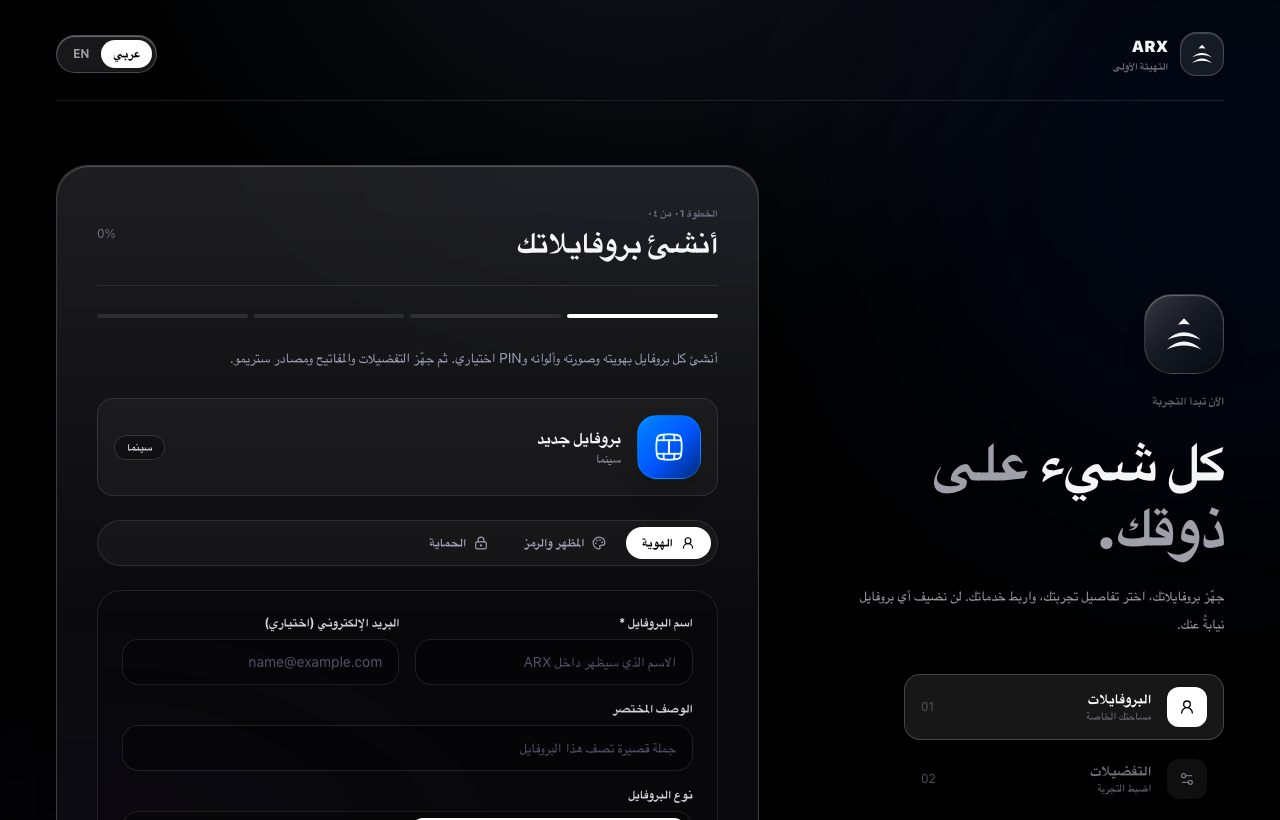 ARX
التهيئة الأولى
عربي
EN
الآن تبدأ التجربة
كل شيء على
ذوقك.
جهّز بروفايلاتك، اختر تفاصيل تجربتك، واربط خدماتك. لن نضيف أي بروفايل
نيابةً عنك.
البروفايلات
مساحتك الخاصة
01
التفضيلات
اضبط التجربة
02
الخطوة ٠1 من ٠٤
أنشئ بروفايلاتك
0%
أنشئ كل بروفايل بهويته وصورته وألوانه وPIN اختياري. ثم جهّز التفضيلات والمفاتيح ومصادر ستريمو.
بروفايل جديد
سينما
سينما
الهوية
المظهر والرمز
الحماية
اسم البروفايل *
البريد الإلكتروني (اختياري)
الاسم الذي سيظهر داخل ARX
name@example.com
الوصف المختصر
جملة قصيرة تصف هذا البروفايل
نوع البروفايل